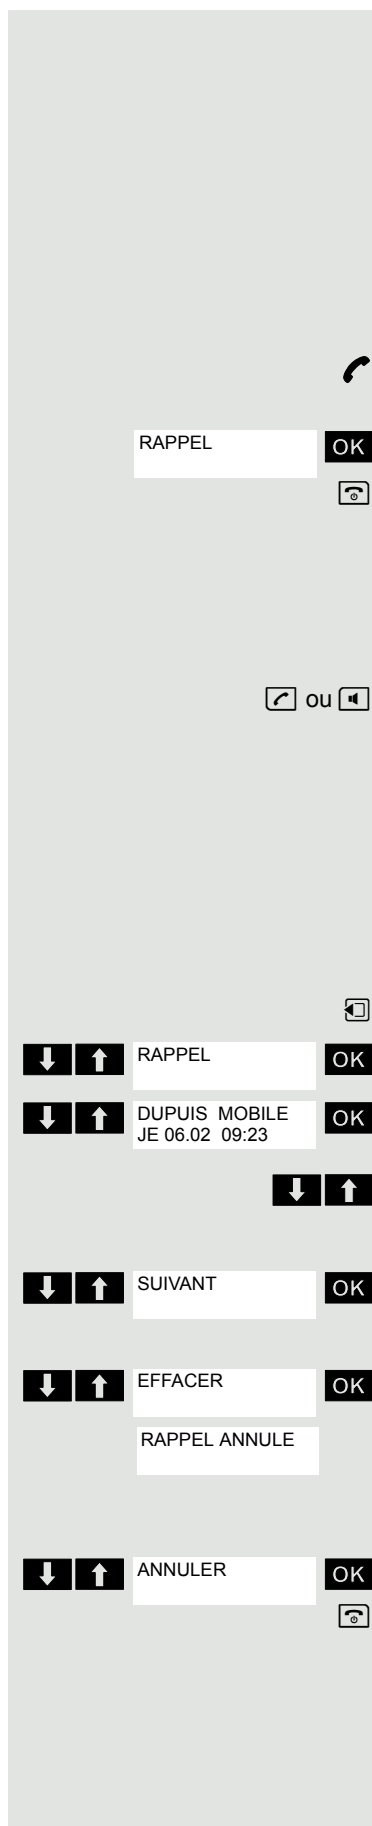 RAPPEL OK
ou
RAPPEL OK
DUPUIS MOBILE OK
JE 06.02 09:23
SUIVANT OK
EFFACER OK
RAPPEL ANNULE
ANNULER OK